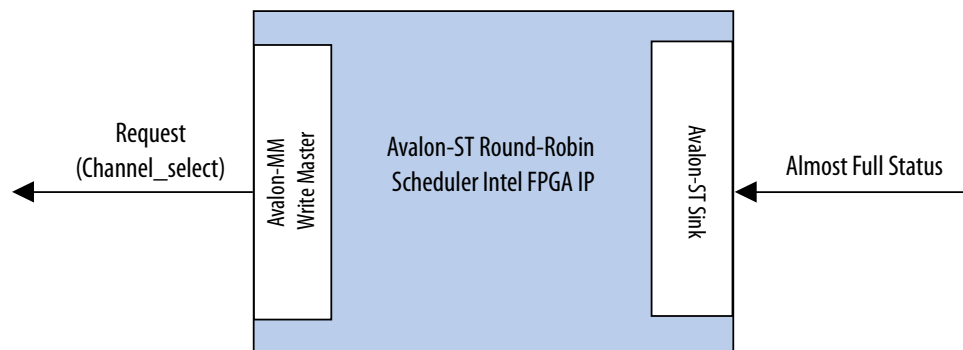 Request
(Channel_select)
Avalon-MM
Write Master
Avalon-ST Round-Robin
Scheduler Intel FPGA IP
Avalon-ST Sink
Almost Full Status